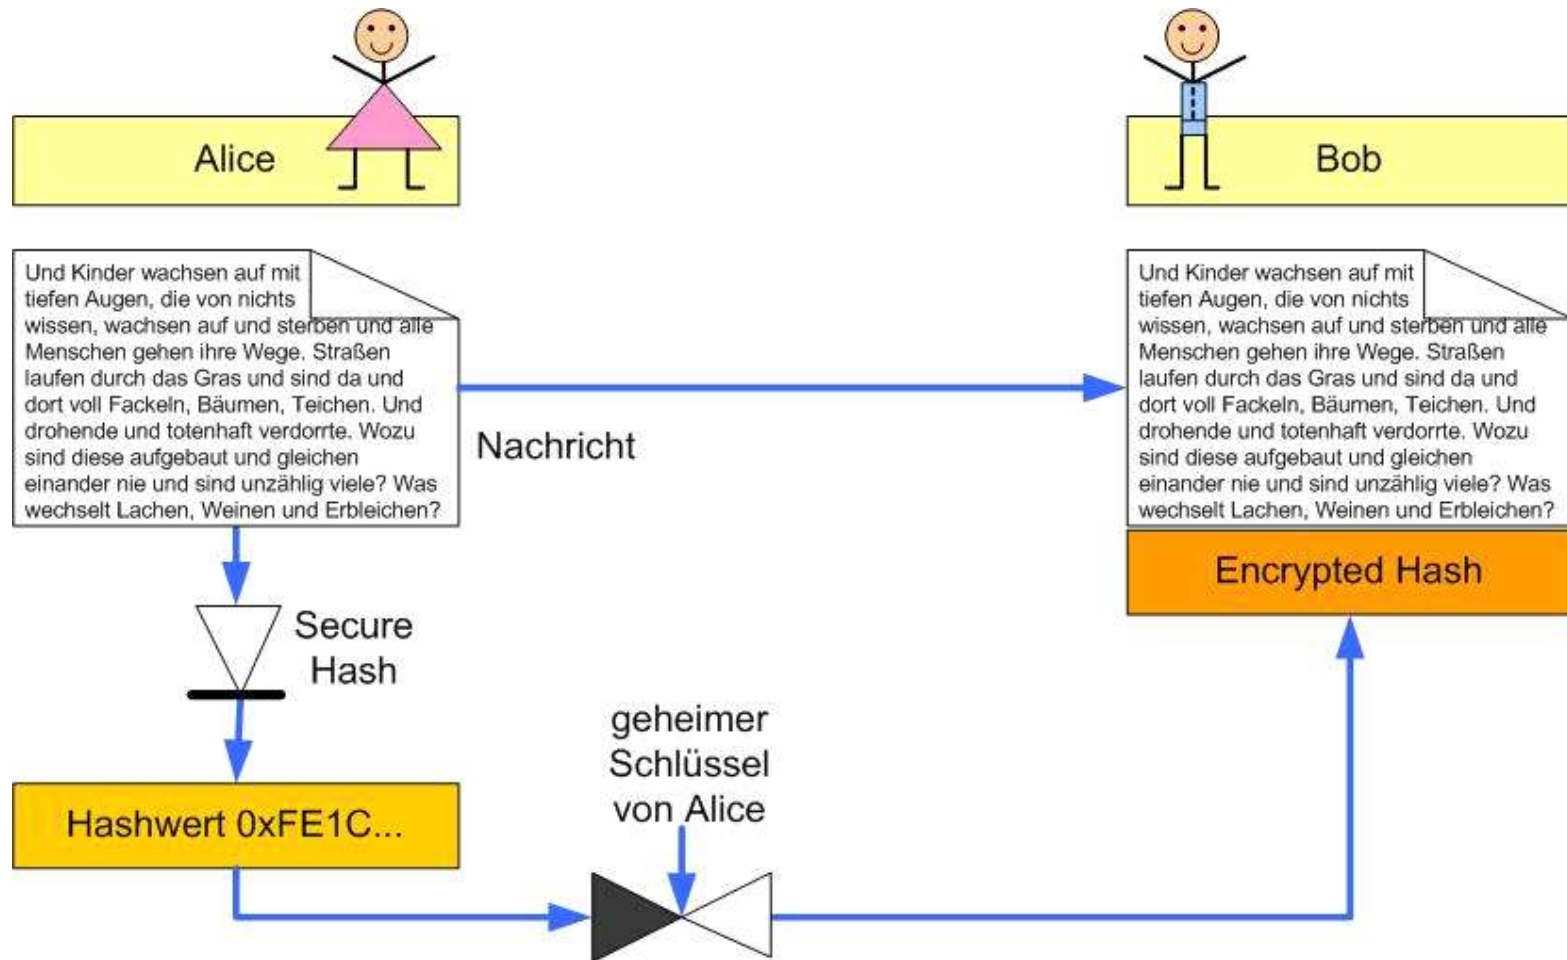 Alice
Bob
Und Kinder wachsen auf mit
tiefen Augen, die von nichts
wissen, wachsen auf und sterben und alle
Menschen gehen ihre Wege. Straßen
laufen durch das Gras und sind da und
dort voll Fackeln, Bäumen, Teichen. Und
drohende und totenhaft verdorrte. Wozu
sind diese aufgebaut und gleichen
einander nie und sind unzählig viele? Was
wechselt Lachen, Weinen und Erbleichen?
Nachricht
Und Kinder wachsen auf mit
tiefen Augen, die von nichts
wissen, wachsen auf und sterben und alle
Menschen gehen ihre Wege. Straßen
laufen durch das Gras und sind da und
dort voll Fackeln, Bäumen, Teichen. Und
drohende und totenhaft verdorrte. Wozu
sind diese aufgebaut und gleichen
einander nie und sind unzählig viele? Was
wechselt Lachen, Weinen und Erbleichen?
Encrypted Hash
Secure
Hash
geheimer
Schlüssel
von Alice
Hashwert 0xFE1C...